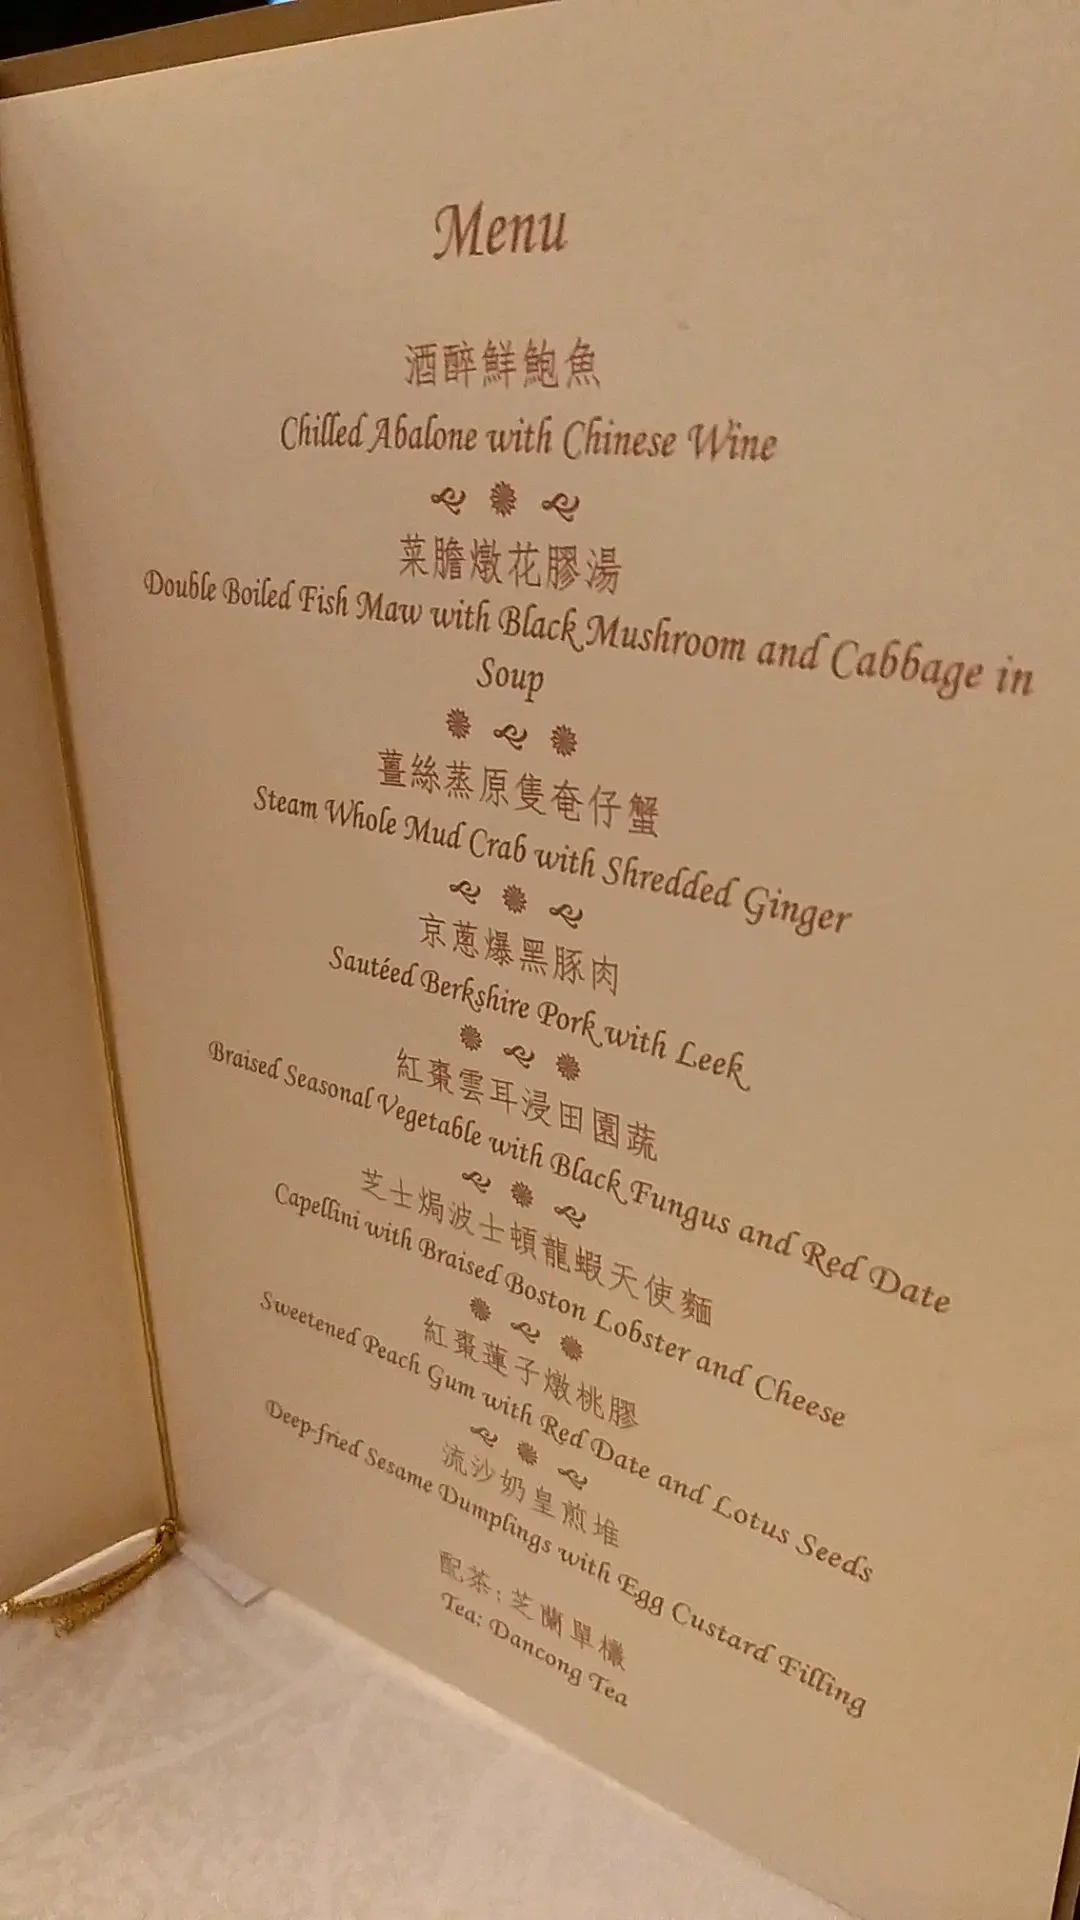 Menu
酒醉鮮鮑魚
Chilled Abalone with Chinese Wine
菜膽燉花膠湯
Double Boiled Fish Maw with Black Mushroom and Cabbage in
Soup
薑絲蒸原隻奄仔蟹
Steam Whole Mud Crab with Shredded Ginger
京蔥爆黑豚肉
Sautéed Berkshire Pork with Leek
紅棗雲耳浸田園蔬
Braised Seasonal Vegetable with Black Fungus and Red Date
芝士焗波士頓龍蝦天使麵
Capellini with Braised Boston Lobster and Cheese
紅棗蓮子燉桃膠
Sweetened Peach Gum with Red Date and Lotus Seeds
流沙奶皇煎堆
Deep-fried Sesame Dumplings with Egg Custard Filling
配茶:芝蘭單欉
Tea: Dancong Tea